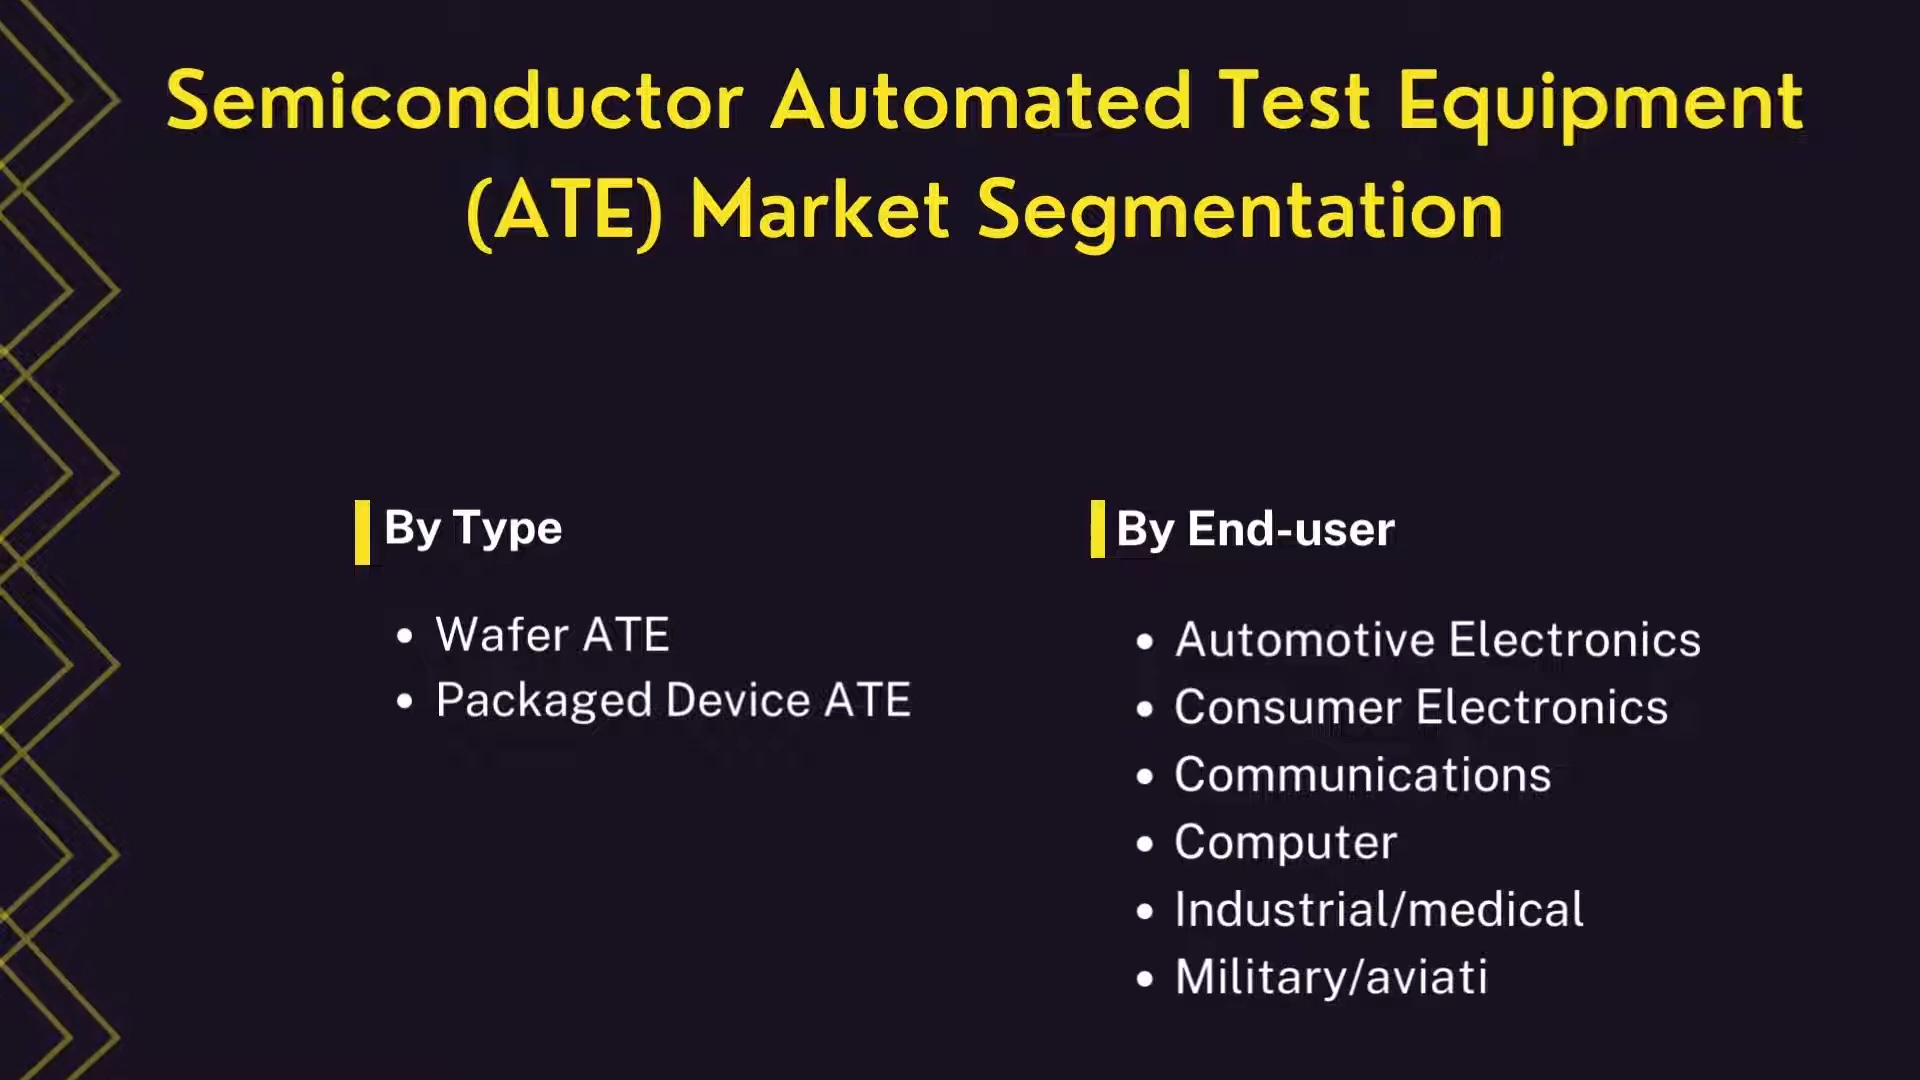 Semiconductor Automated Test Equipment
(ATE) Market Segmentation
By Type
• Wafer ATE
• Packaged Device ATE
By End-user
• Automotive Electronics
• Consumer Electronics
• Communications
• Computer
• Industrial/medical
• Military/aviati